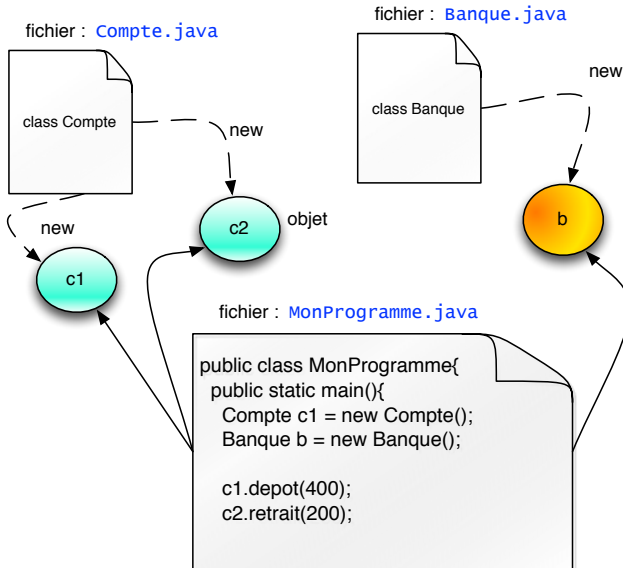 fichier : Compte.java
fichier : Banque.java
class Compte
new
class Banque
new
new
c2
objet
b
c1
fichier : MonProgramme.java
public class MonProgramme{
public static main(){
Compte c1 = new Compte();
Banque b = new Banque();
c1.depot(400);
c2.retrait(200);